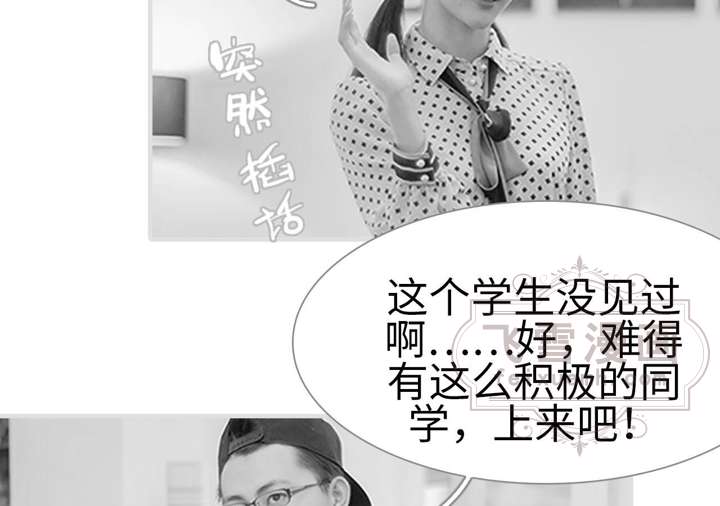 突然插话
这个学生没见过
啊……好，难得
有这么积极的同
学，上来吧！
飞雪漫画